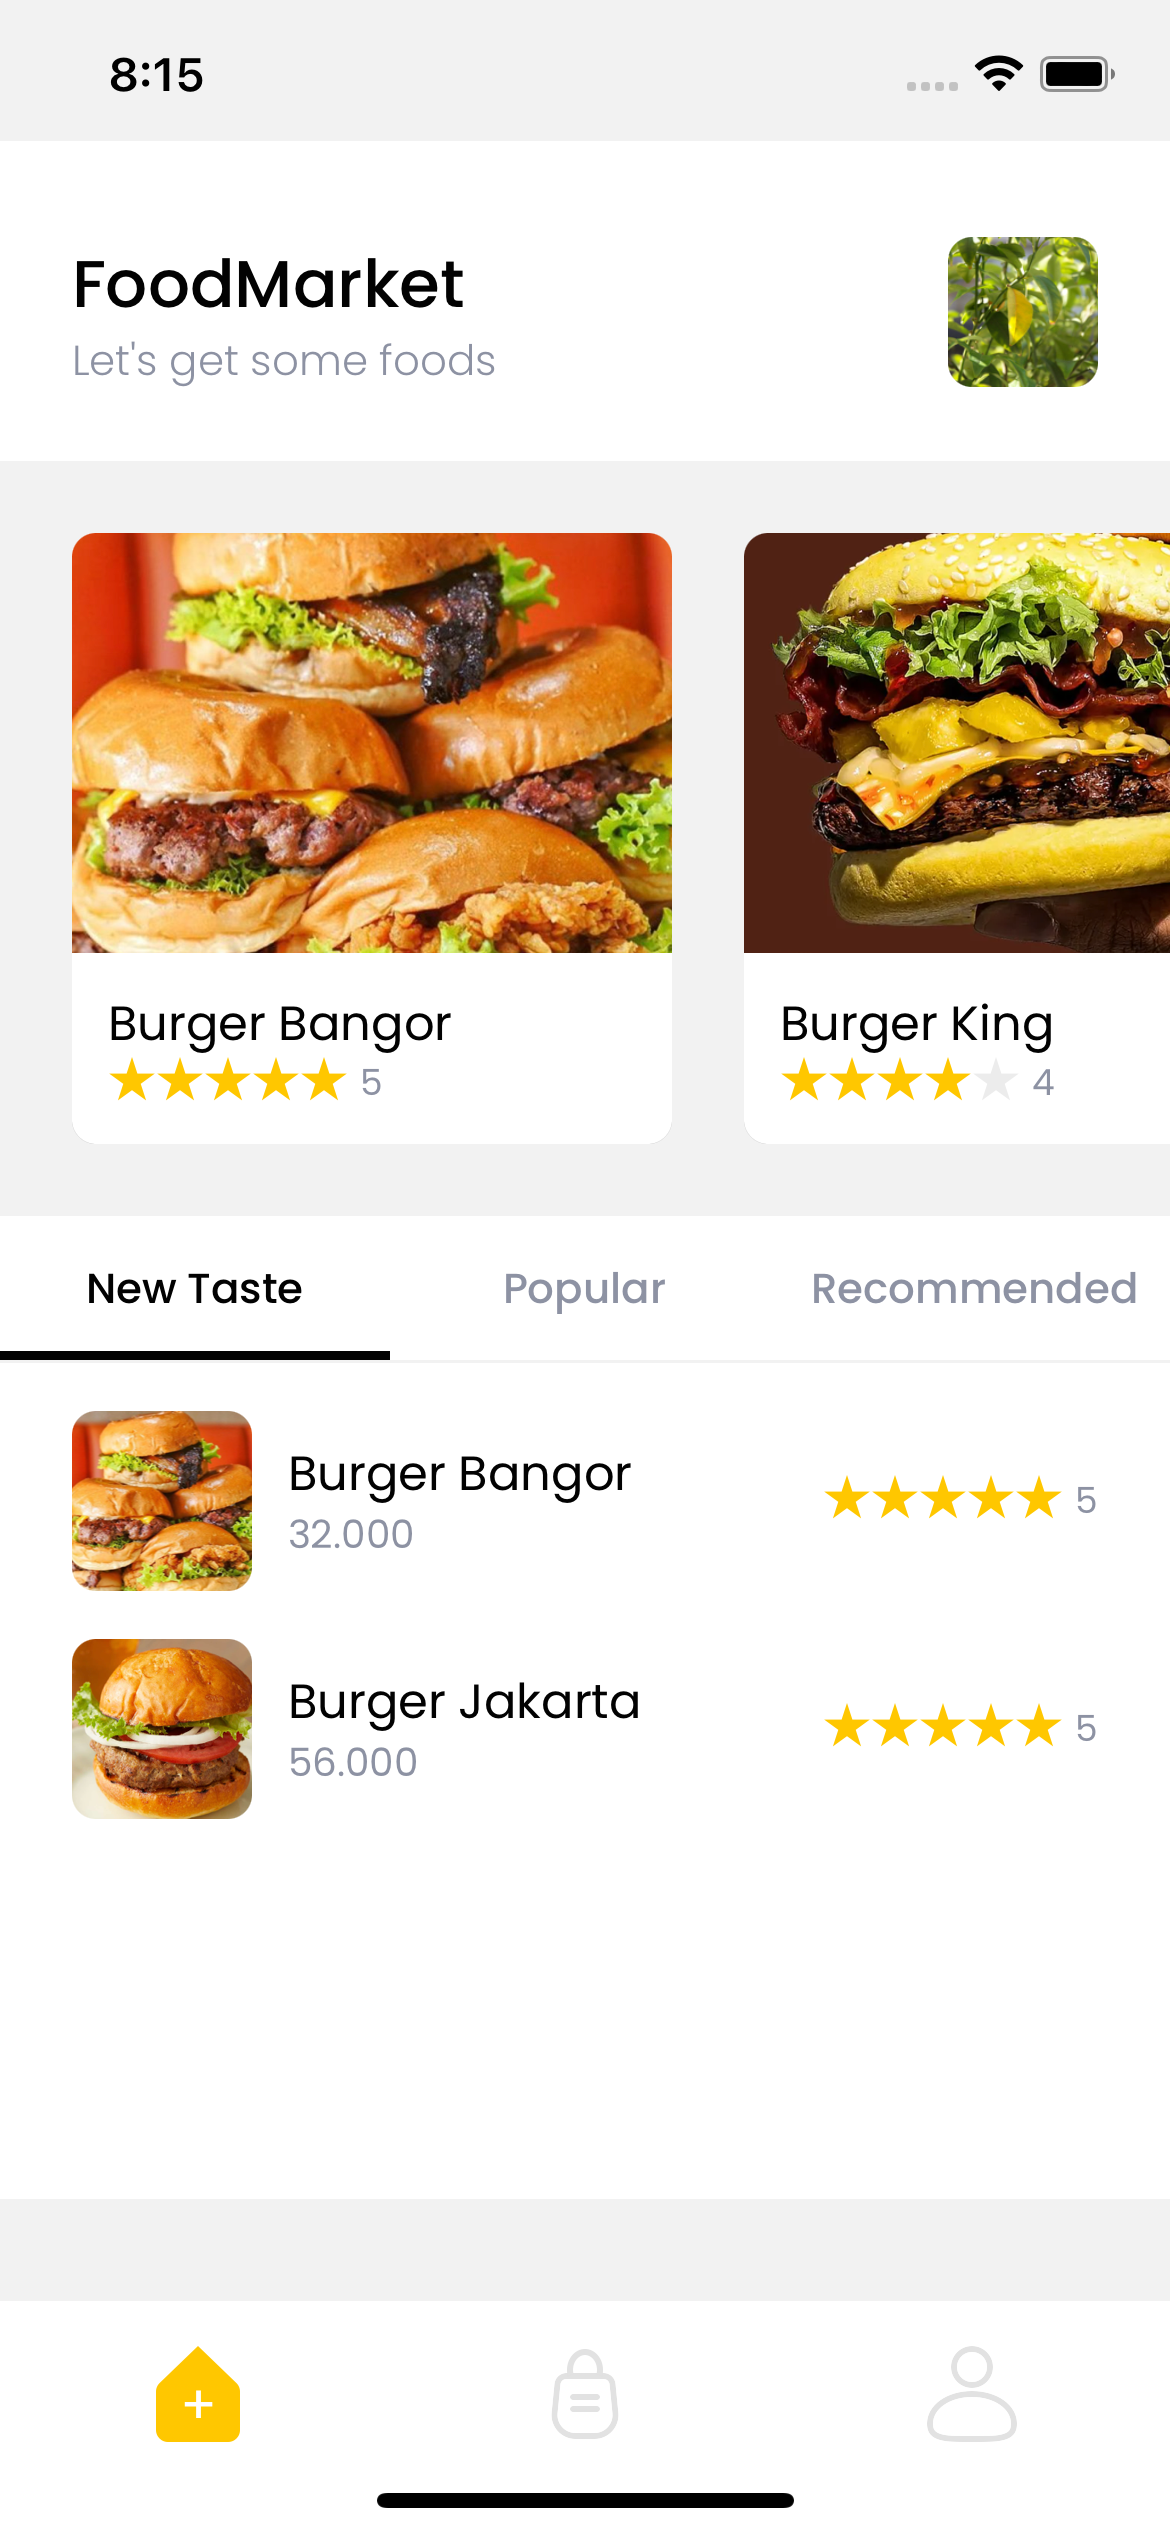 8:15
FoodMarket
Let's get some foods
Burger Bangor
5
Burger King
4
New Taste
Popular
Recommended
Burger Bangor
32.000
5
Burger Jakarta
56.000
5